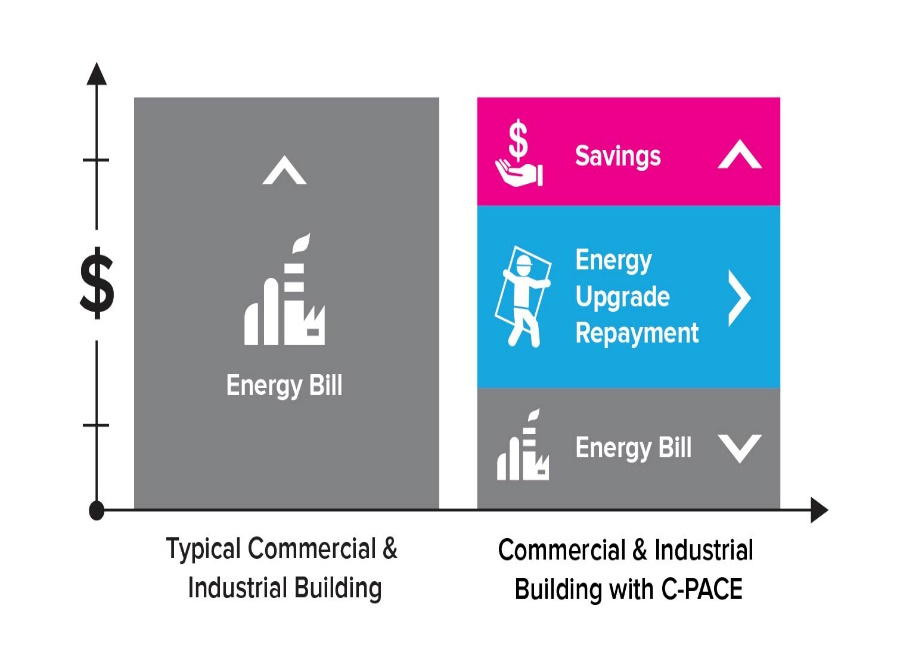 $
Energy Bill
Typical Commercial &
Industrial Building
$
Savings
Energy
Upgrade
Repayment
Energy Bill
Commercial & Industrial
Building with C-PACE